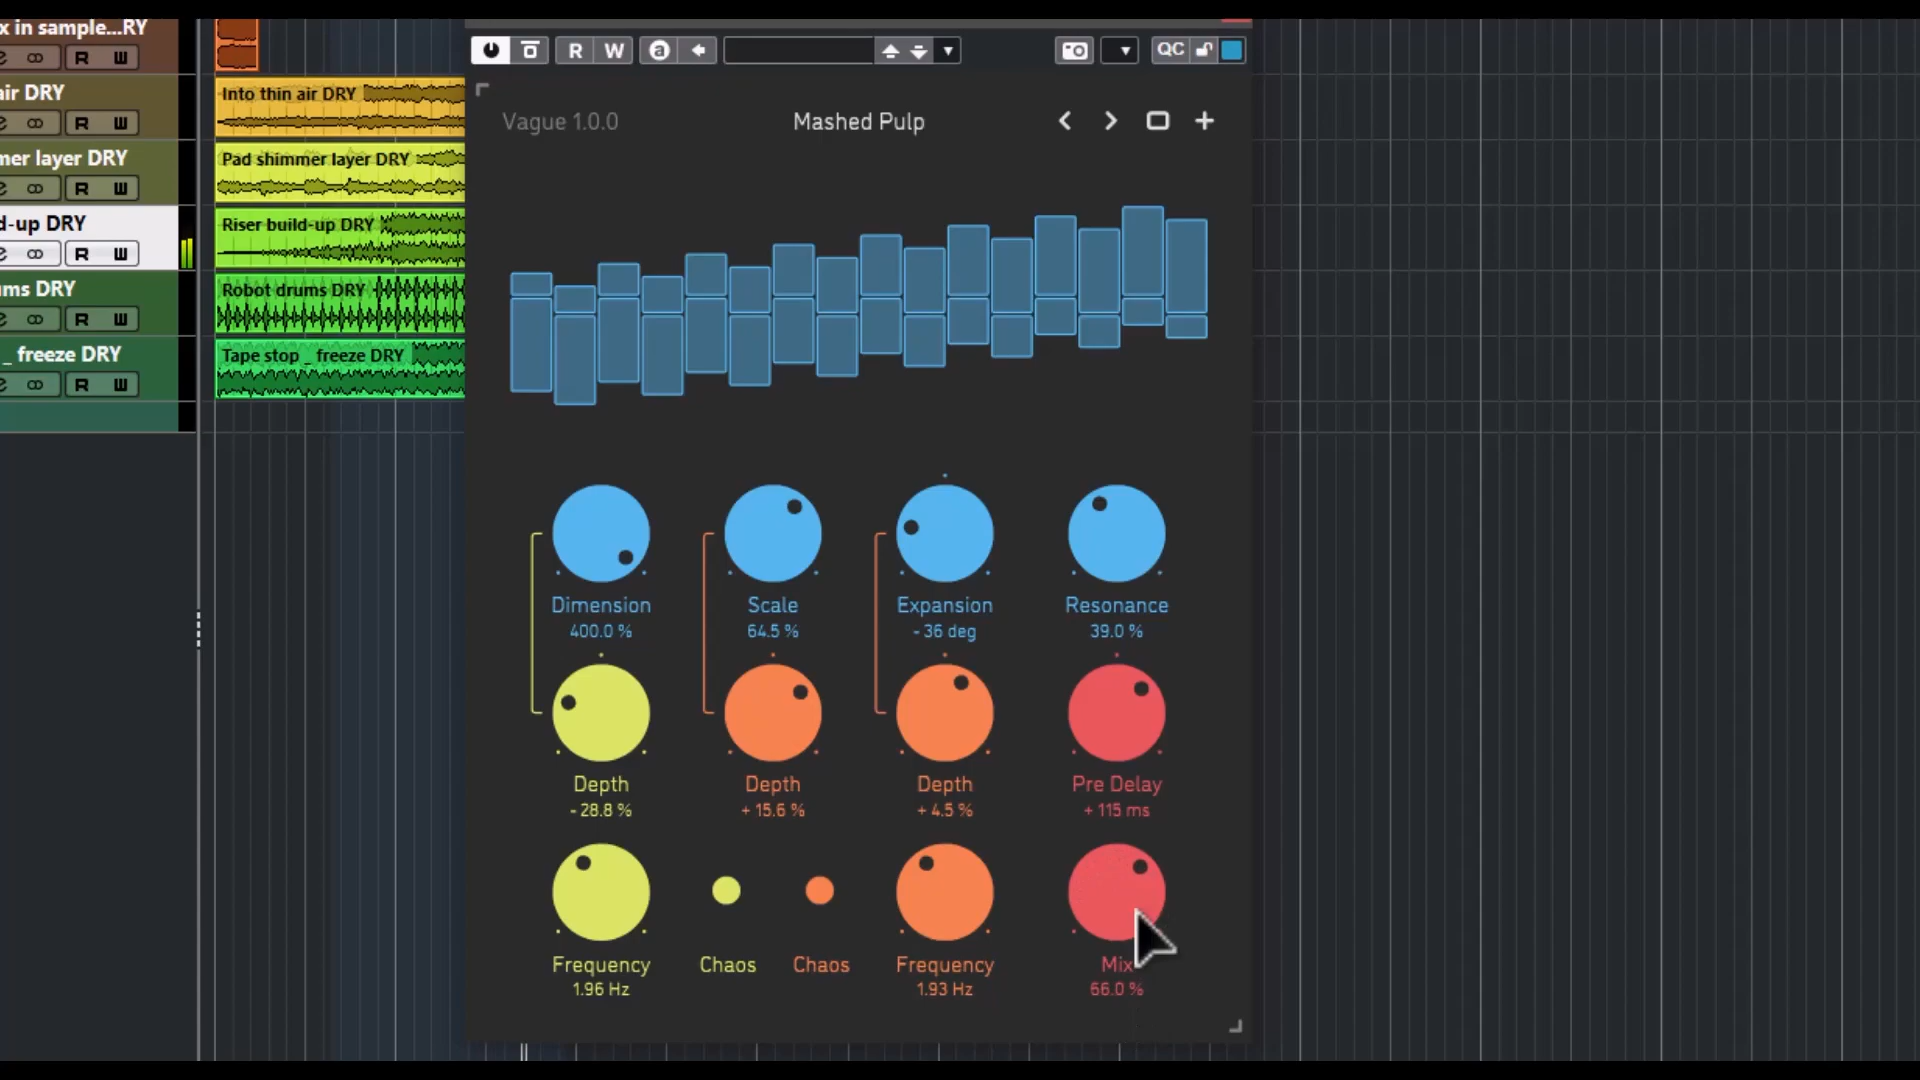 x in sample...RY
R W
air DRY
R W
mer layer DRY
R W
d-up DRY
R W
ums DRY
R W
_ freeze DRY
R W
Into thin air DRY
Pad shimmer layer DRY
Riser build-up DRY
Robot drums DRY
Tape stop _ freeze DRY
R W a QC
Vague 1.0.0 Mashed Pulp
Dimension Scale Expansion Resonance
400.0 % 64.5 % - 36 deg 39.0 %
Depth Depth Depth Pre Delay
- 28.8 % + 15.6 % + 4.5 % + 115 ms
Frequency Chaos Chaos Frequency Mix
1.96 Hz 1.93 Hz 66.0 %